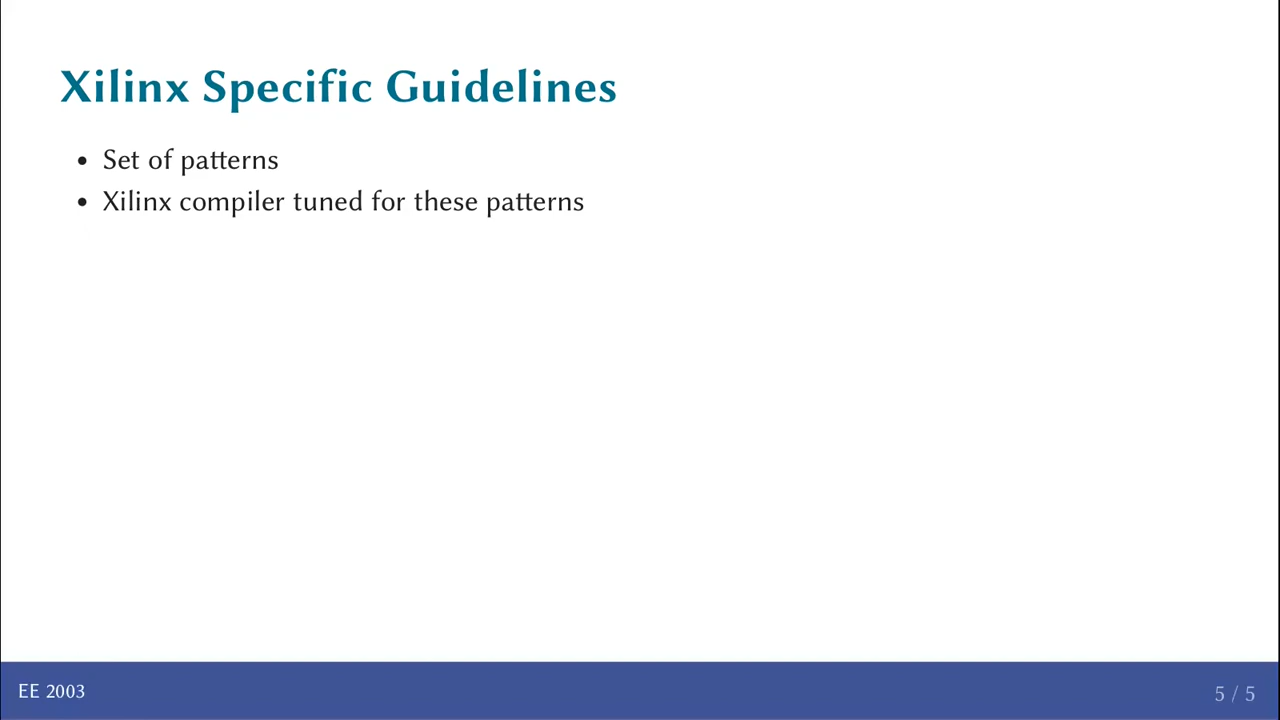 Xilinx Specific Guidelines
• Set of patterns
• Xilinx compiler tuned for these patterns
EE 2003
5 / 5